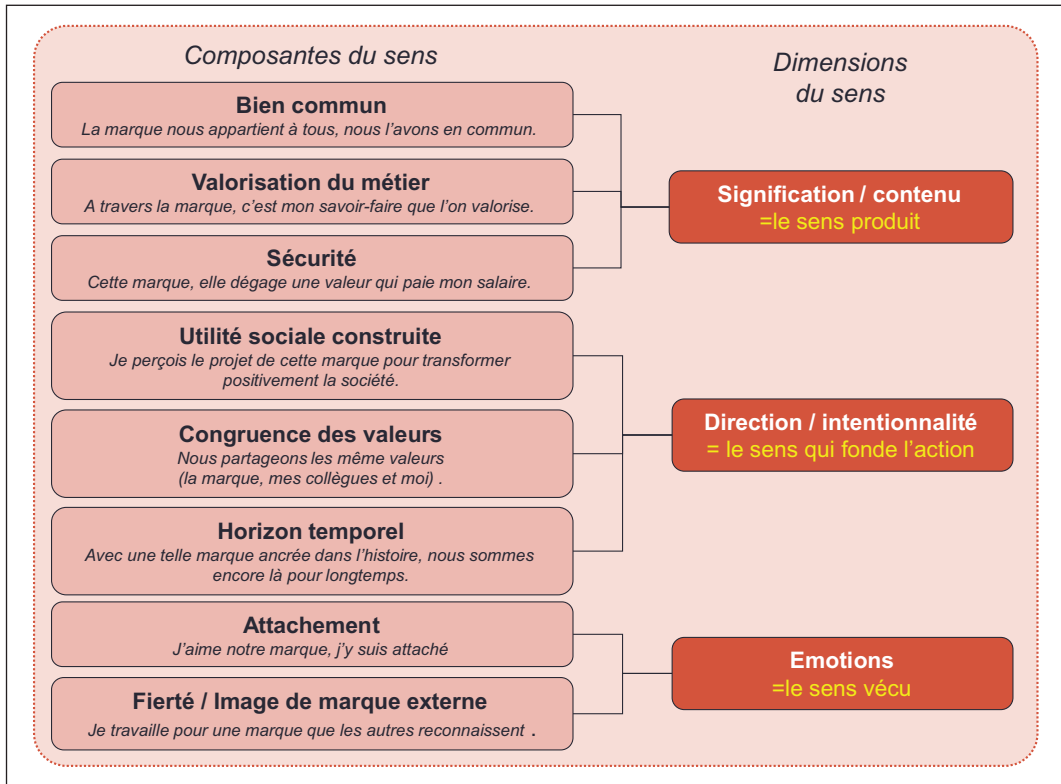 Composantes du sens
Dimensions
du sens
Bien commun
La marque nous appartient à tous, nous l'avons en commun.
Valorisation du métier
A travers la marque, c'est mon savoir-faire que l'on valorise.
Sécurité
Cette marque, elle dégage une valeur qui paie mon salaire.
Signification / contenu
=le sens produit
Utilité sociale construite
Je perçois le projet de cette marque pour transformer
positivement la société.
Congruence des valeurs
Nous partageons les même valeurs
(la marque, mes collègues et moi) .
Horizon temporel
Avec une telle marque ancrée dans l'histoire, nous sommes
encore là pour longtemps.
Direction / intentionnalité
= le sens qui fonde l'action
Attachement
J'aime notre marque, j'y suis attaché
Fierté / Image de marque externe
Je travaille pour une marque que les autres reconnaissent .
Emotions
=le sens vécu